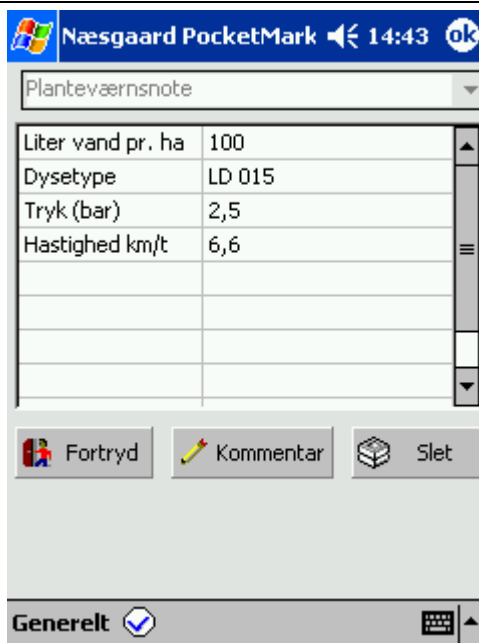 Næsgaard PocketMark 14:43 ok
Planteværnsnote
Liter vand pr. ha 100
Dysetype LD 015
Tryk (bar) 2,5
Hastighed km/t 6,6
Fortryd Kommentar Slet
Generelt